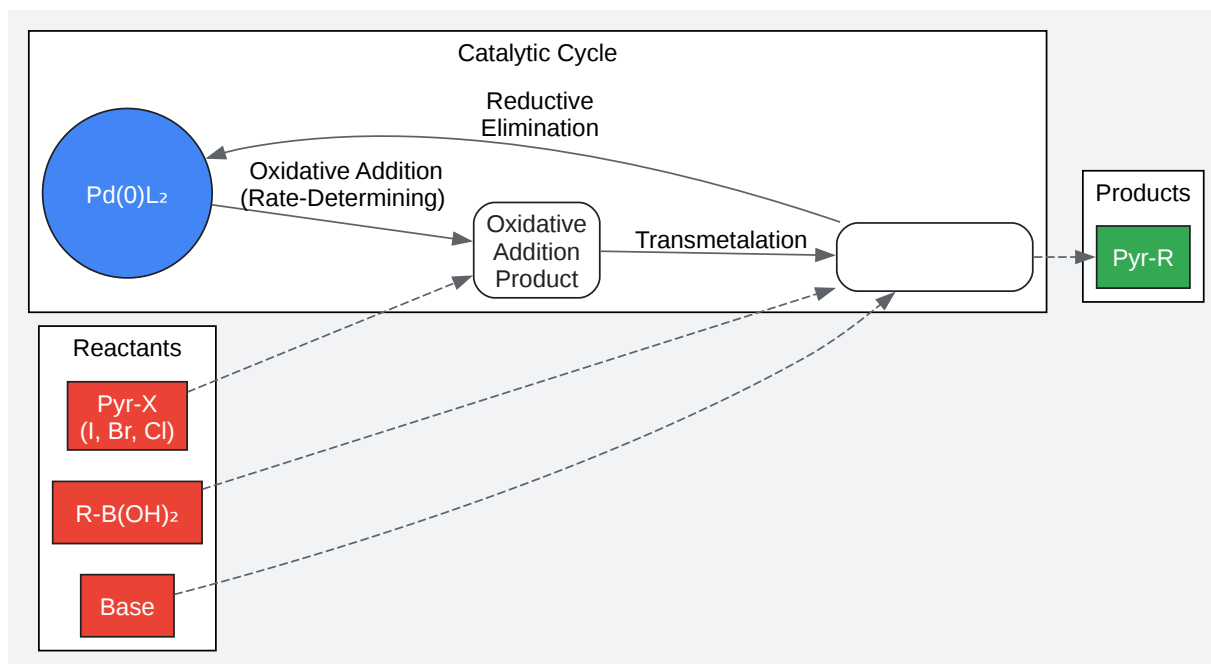 Catalytic Cycle
Reductive
Elimination
Oxidative Addition
(Rate-Determining)
Pd(0)L₂
Oxidative
Addition
Product
Transmetalation
Products
Pyr-R
Reactants
Pyr-X
(I, Br, Cl)
R-B(OH)₂
Base